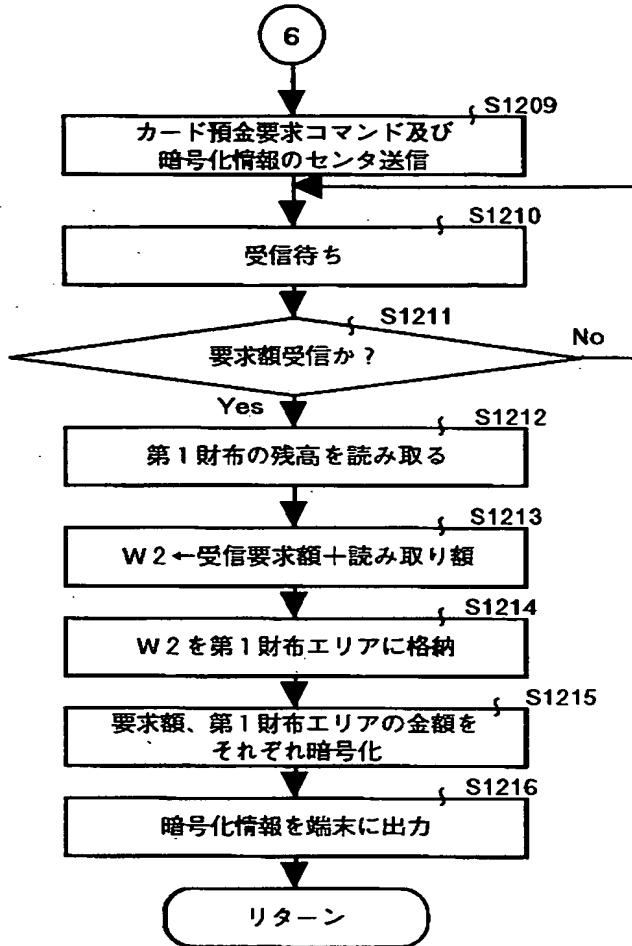 6
S1209
カード預金要求コマンド及び
暗号化情報のセンタ送信
S1210
受信待ち
S1211
要求額受信か?
No
Yes
S1212
第1財布の残高を読み取る
S1213
W2←受信要求額+読み取り額
S1214
W2を第1財布エリアに格納
S1215
要求額、第1財布エリアの金額を
それぞれ暗号化
S1216
暗号化情報を端末に出力
リターン